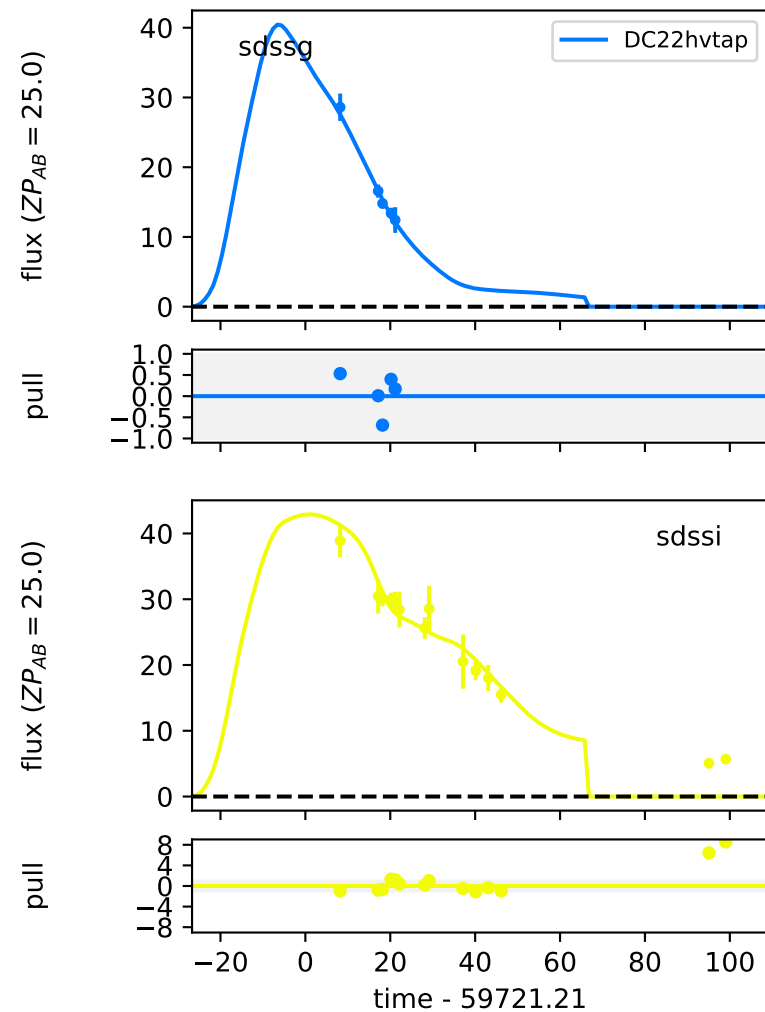 40
30
20
10
0
flux (ZP_AB = 25.0)
sdssg
DC22hvtap
1.0
0.5
0.0
−0.5
−1.0
pull
40
30
20
10
0
flux (ZP_AB = 25.0)
sdssi
8
4
0
−4
−8
pull
−20 0 20 40 60 80 100
time - 59721.21